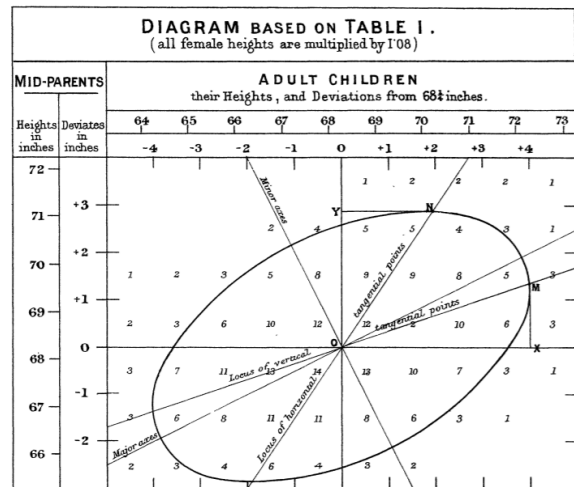 DIAGRAM BASED ON TABLE I.
(all female heights are multiplied by 1·08)
MID-PARENTS
ADULT CHILDREN
their Heights, and Deviations from 68¼ inches.
Heights in inches
Deviates in inches
64 65 66 67 68 69 70 71 72 73
-4 -3 -2 -1 0 +1 +2 +3 +4
72
1 2 2 2 1
Minor axes
+3
Y N
71
2 4 5 5 4 3 1
+2
tangential points
70
1 2 3 5 8 9 9 8 5 3
M
+1
tangential points
69
2 3 6 10 12 12 2 10 6 3
0 O X
68
Locus of vertical
3 7 11 13 14 13 10 7 3 1
-1
Locus of horizontal
67
3 6 8 11 11 8 6 3 1
Major axes
-2
66
2 3 4 6 4 3 2